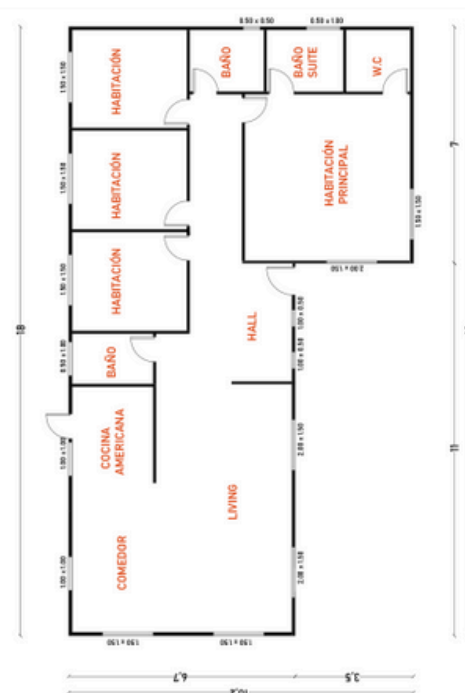 0.50 x 0.50
0.50 x 1.00
BAÑO
BAÑO
SUITE
W.C
HABITACIÓN
1.50 x 1.50
HABITACIÓN
1.50 x 1.50
HABITACIÓN
PRINCIPAL
7
1.50 x 1.50
2.00 x 1.50
HABITACIÓN
1.50 x 1.50
18
HALL
1.00 x 0.50
1.00 x 0.50
BAÑO
0.50 x 1.00
COCINA
AMERICANA
1.00 x 1.00
2.00 x 1.50
11
LIVING
COMEDOR
1.00 x 1.00
2.00 x 1.50
1.50 x 1.50
1.50 x 1.50
6,7
3,5